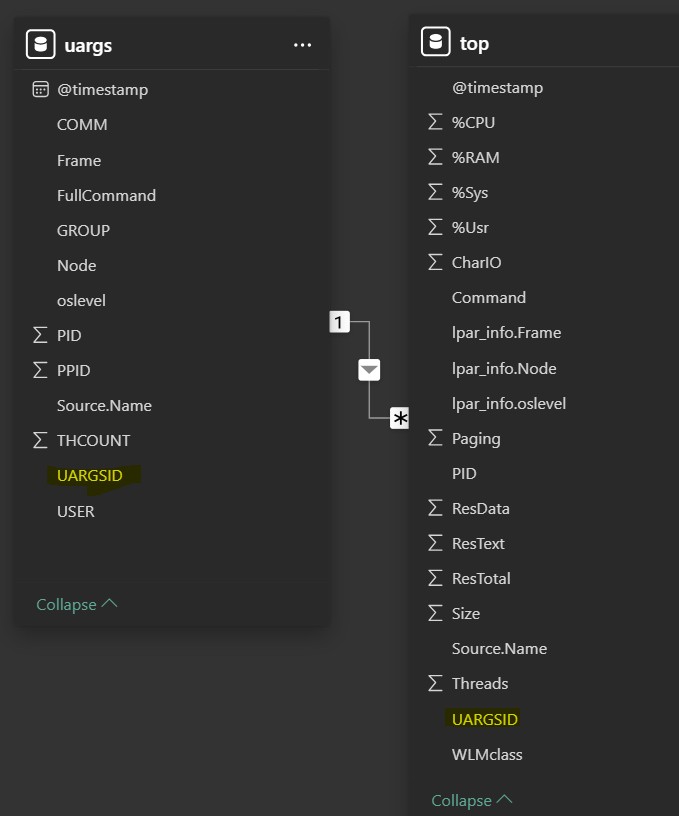 uargs
@timestamp
COMM
Frame
FullCommand
GROUP
Node
oslevel
PID
PPID
Source.Name
THCOUNT
UARGSID
USER
Collapse
1
*
top
@timestamp
%CPU
%RAM
%Sys
%Usr
CharIO
Command
lpar_info.Frame
lpar_info.Node
lpar_info.oslevel
Paging
PID
ResData
ResText
ResTotal
Size
Source.Name
Threads
UARGSID
WLMclass
Collapse